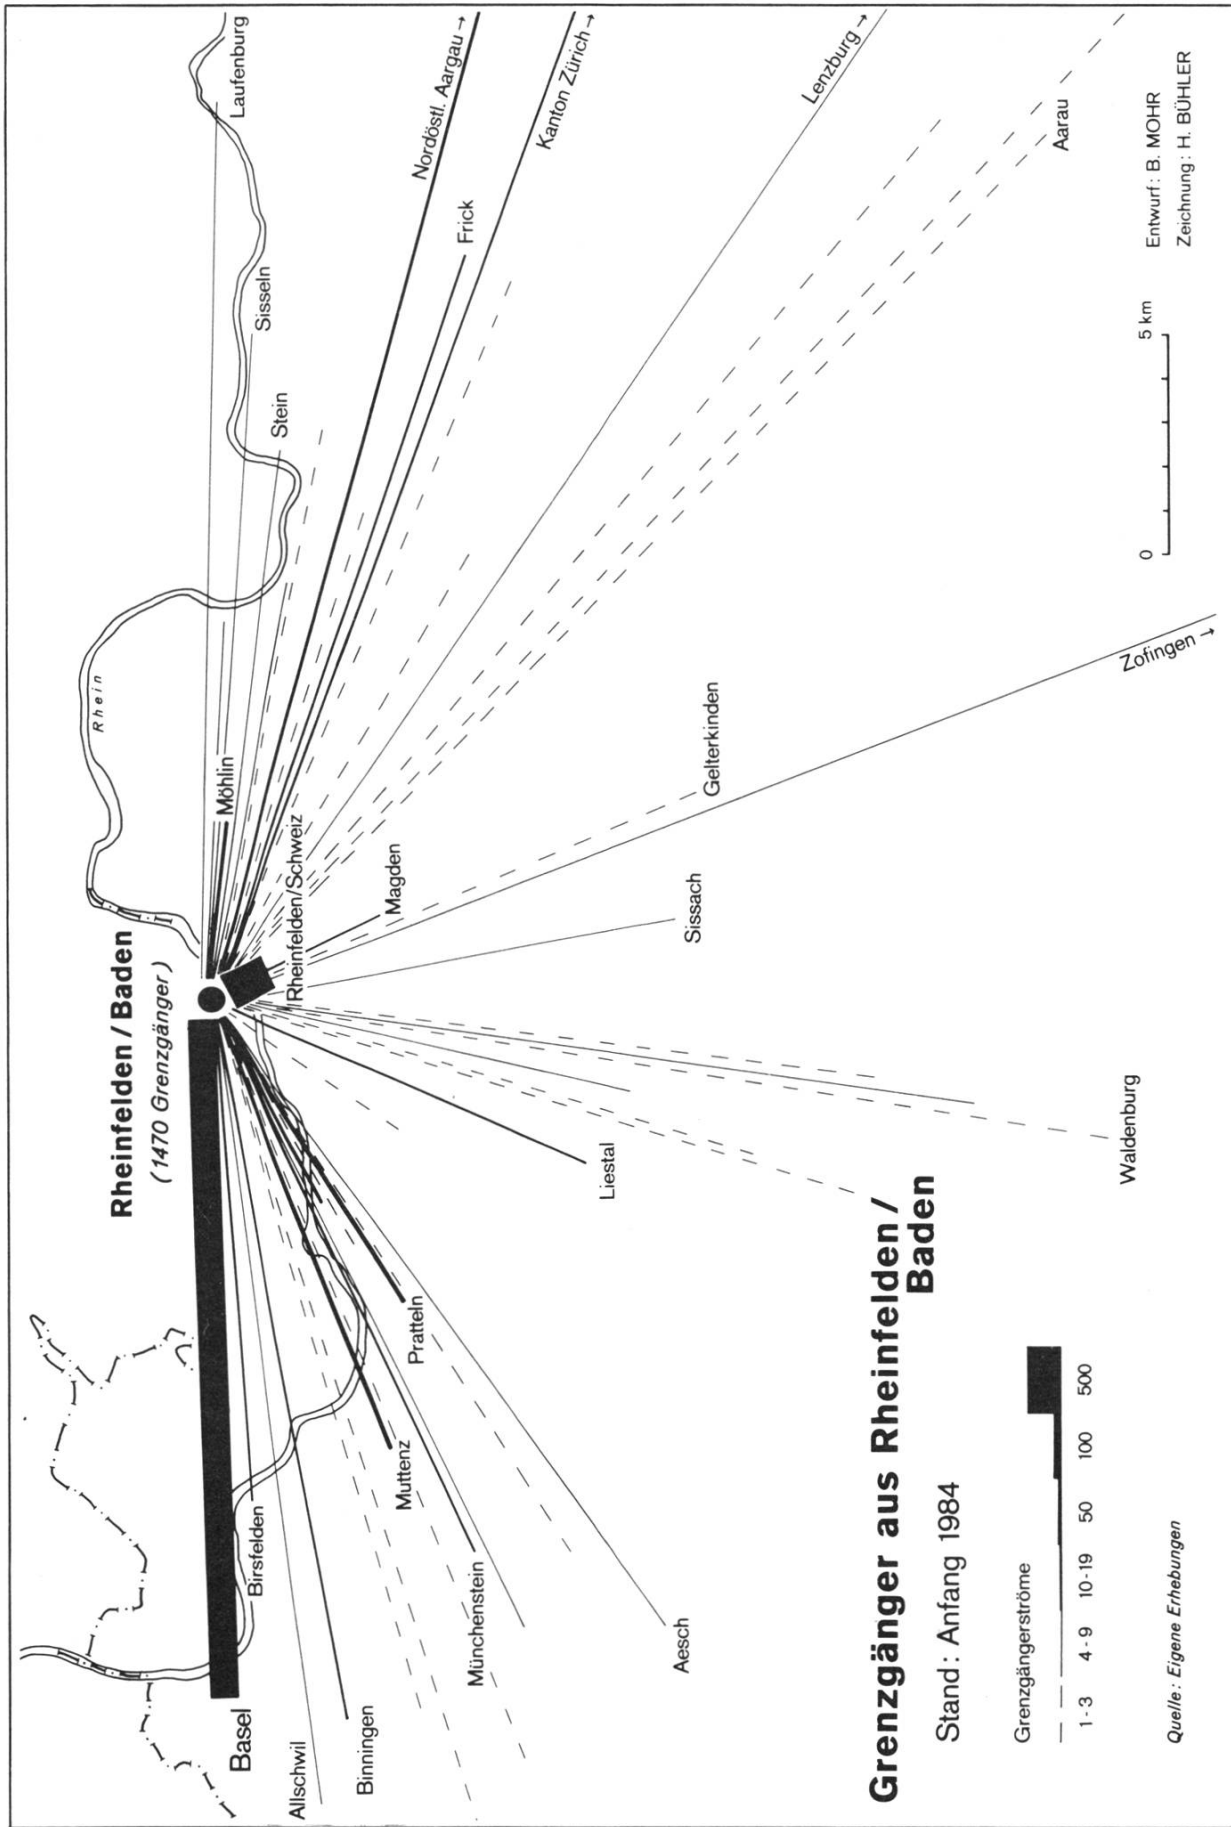 Rheinfelden / Baden
(1470 Grenzgänger)
Rhein
Laufenburg
Sisseln
Stein
Möhlin
Nordöstl. Aargau →
Frick
Kanton Zürich →
Lenzburg →
Aarau
Rheinfelden/Schweiz
Magden
Gelterkinden
Sissach
Zofingen →
Waldenburg
Liestal
Pratteln
Muttenz
Münchenstein
Aesch
Birsfelden
Basel
Allschwil
Binningen
Grenzgänger aus Rheinfelden /
Baden
Stand: Anfang 1984
Grenzgängerströme
1-3 4-9 10-19 50 100 500
Quelle: Eigene Erhebungen
0 5 km
Entwurf: B. MOHR
Zeichnung: H. BÜHLER